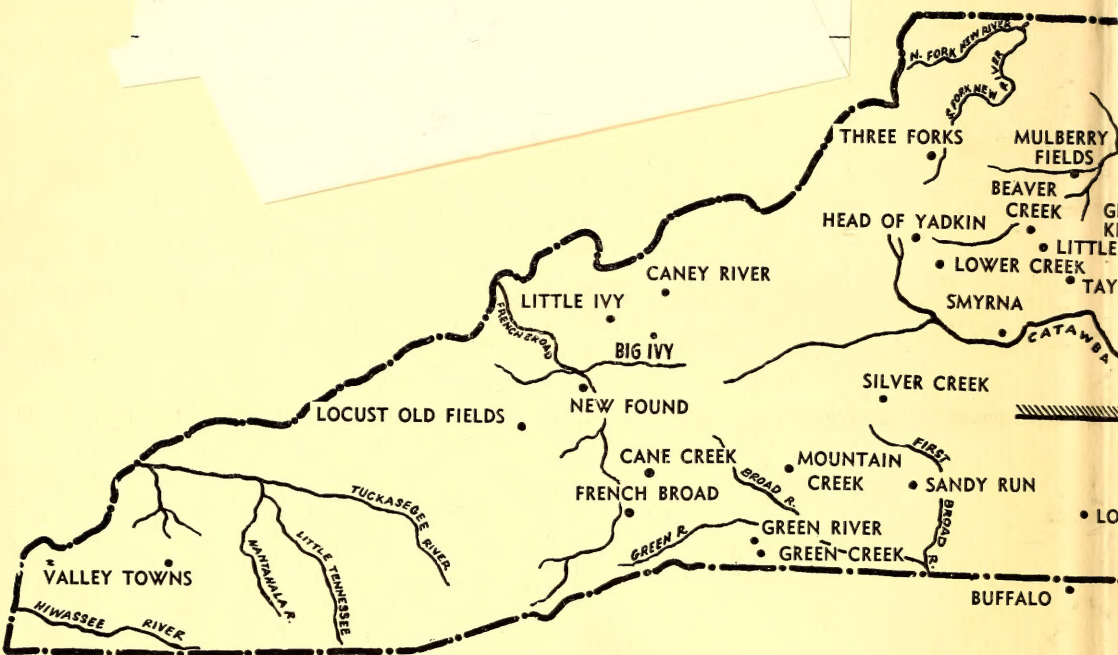 N. FORK NEW RIVER
S. FORK NEW RIVER
THREE FORKS
MULBERRY
FIELDS
BEAVER
CREEK
HEAD OF YADKIN
LITTLE
LOWER CREEK
TAY
CANEY RIVER
LITTLE IVY
SMYRNA
FRENCH BROAD
CATAWBA
BIG IVY
SILVER CREEK
NEW FOUND
LOCUST OLD FIELDS
FIRST
BROAD
R.
CANE CREEK
MOUNTAIN
CREEK
BROAD R.
SANDY RUN
FRENCH BROAD
TUCKASEGEE
RIVER
LO
GREEN RIVER
GREEN R.
GREEN CREEK
NANTAHALA R.
LITTLE TENNESSEE
VALLEY TOWNS
BUFFALO
HIWASSEE RIVER